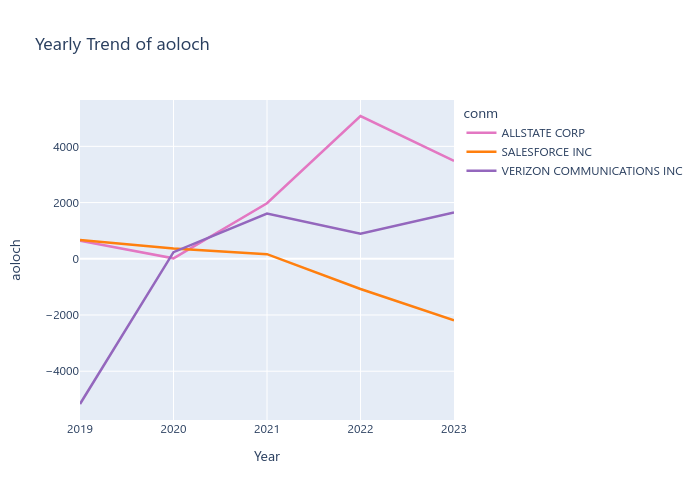 Yearly Trend of aoloch
conm
ALLSTATE CORP
SALESFORCE INC
VERIZON COMMUNICATIONS INC
aoloch
4000
2000
0
−2000
−4000
2019 2020 2021 2022 2023
Year